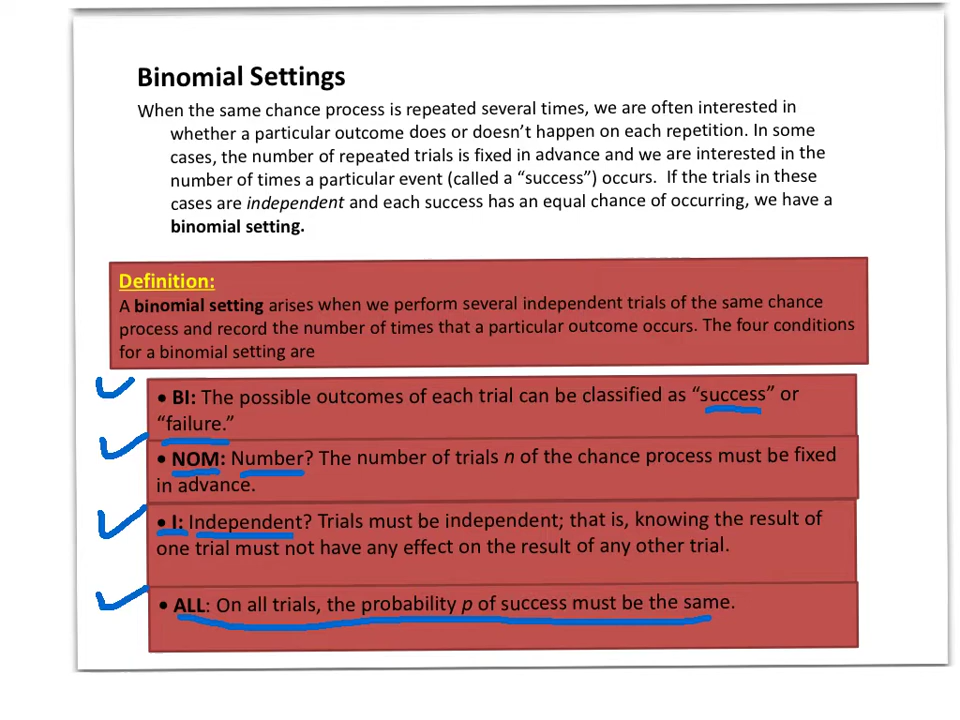 Binomial Settings
When the same chance process is repeated several times, we are often interested in
whether a particular outcome does or doesn't happen on each repetition. In some
cases, the number of repeated trials is fixed in advance and we are interested in the
number of times a particular event (called a “success”) occurs.  If the trials in these
cases are independent and each success has an equal chance of occurring, we have a
binomial setting.
Definition:
A binomial setting arises when we perform several independent trials of the same chance
process and record the number of times that a particular outcome occurs. The four conditions
for a binomial setting are
• BI: The possible outcomes of each trial can be classified as “success” or
“failure.”
• NOM: Number? The number of trials n of the chance process must be fixed
in advance.
• I: Independent? Trials must be independent; that is, knowing the result of
one trial must not have any effect on the result of any other trial.
• ALL: On all trials, the probability p of success must be the same.